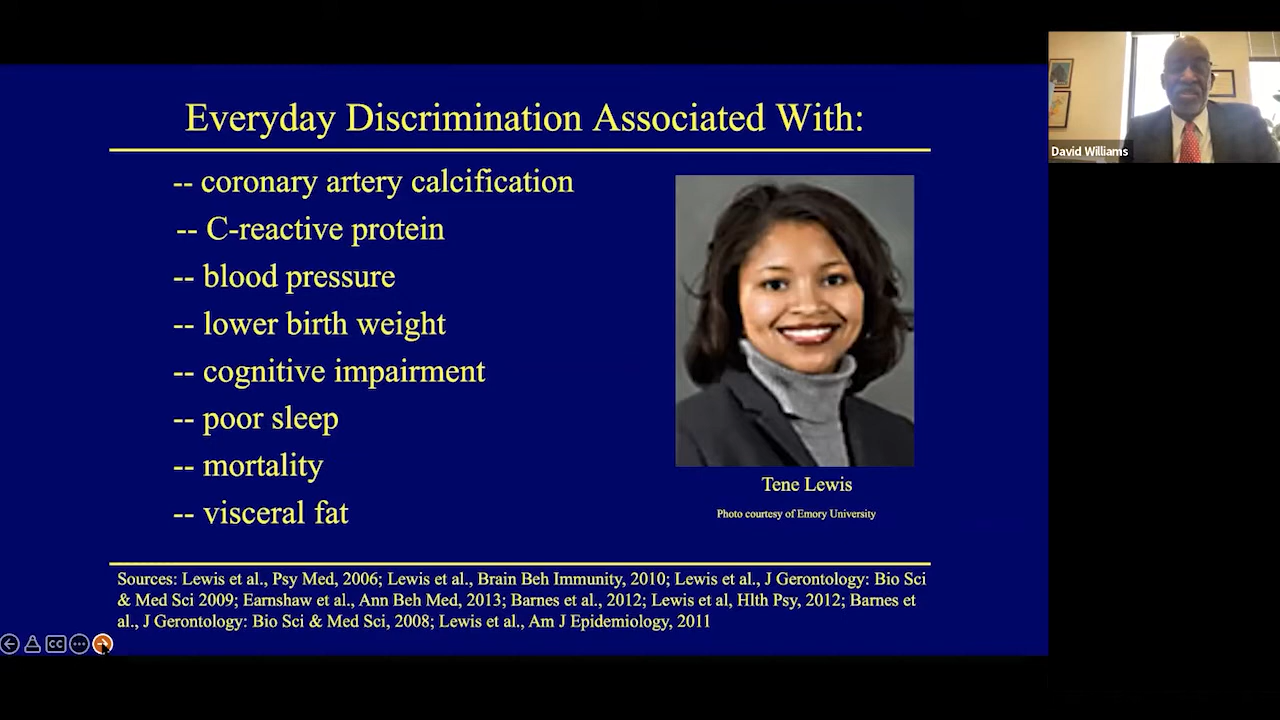 Everyday Discrimination Associated With:
-- coronary artery calcification
-- C-reactive protein
-- blood pressure
-- lower birth weight
-- cognitive impairment
-- poor sleep
-- mortality
-- visceral fat
Tene Lewis
Photo courtesy of Emory University
Sources: Lewis et al., Psy Med, 2006; Lewis et al., Brain Beh Immunity, 2010; Lewis et al., J Gerontology: Bio Sci
& Med Sci 2009; Earnshaw et al., Ann Beh Med, 2013; Barnes et al., 2012; Lewis et al, Hlth Psy, 2012; Barnes et
al., J Gerontology: Bio Sci & Med Sci, 2008; Lewis et al., Am J Epidemiology, 2011
CC
David Williams